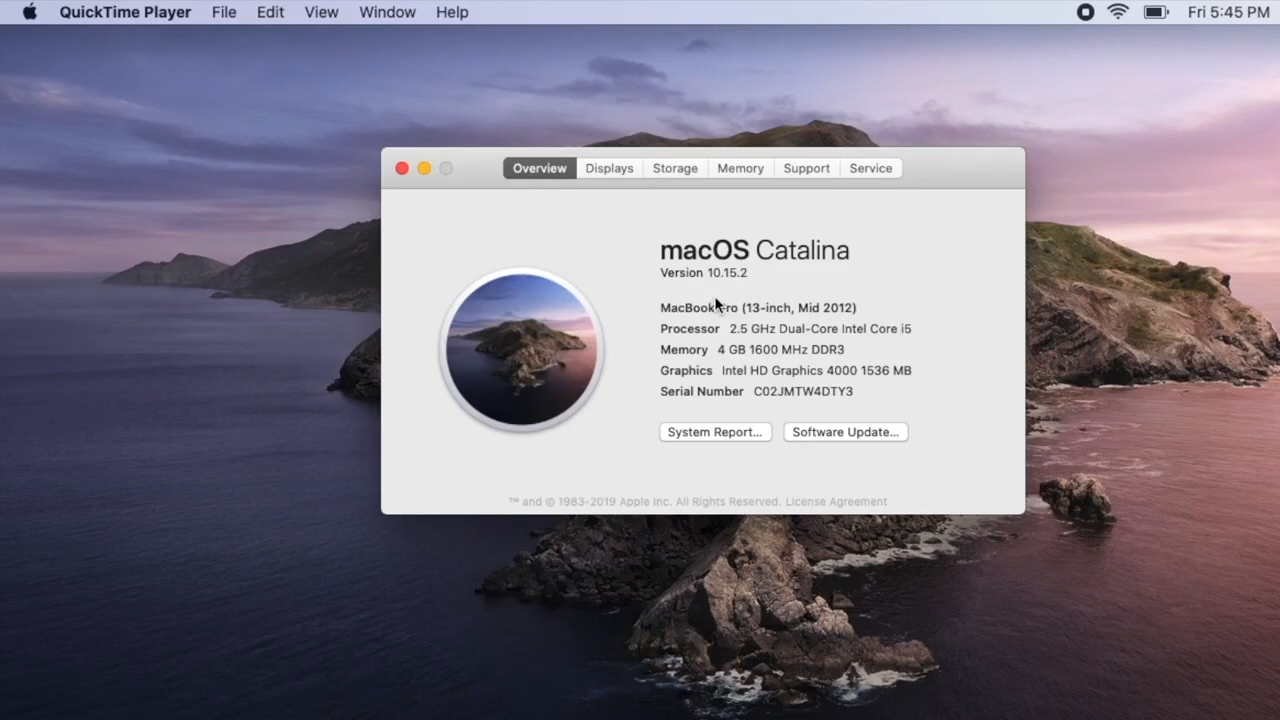 QuickTime Player File Edit View Window Help Fri 5:45 PM
Overview Displays Storage Memory Support Service
macOS Catalina
Version 10.15.2
MacBook Pro (13-inch, Mid 2012)
Processor 2.5 GHz Dual-Core Intel Core i5
Memory 4 GB 1600 MHz DDR3
Graphics Intel HD Graphics 4000 1536 MB
Serial Number C02JMTW4DTY3
System Report... Software Update...
™ and © 1983-2019 Apple Inc. All Rights Reserved. License Agreement